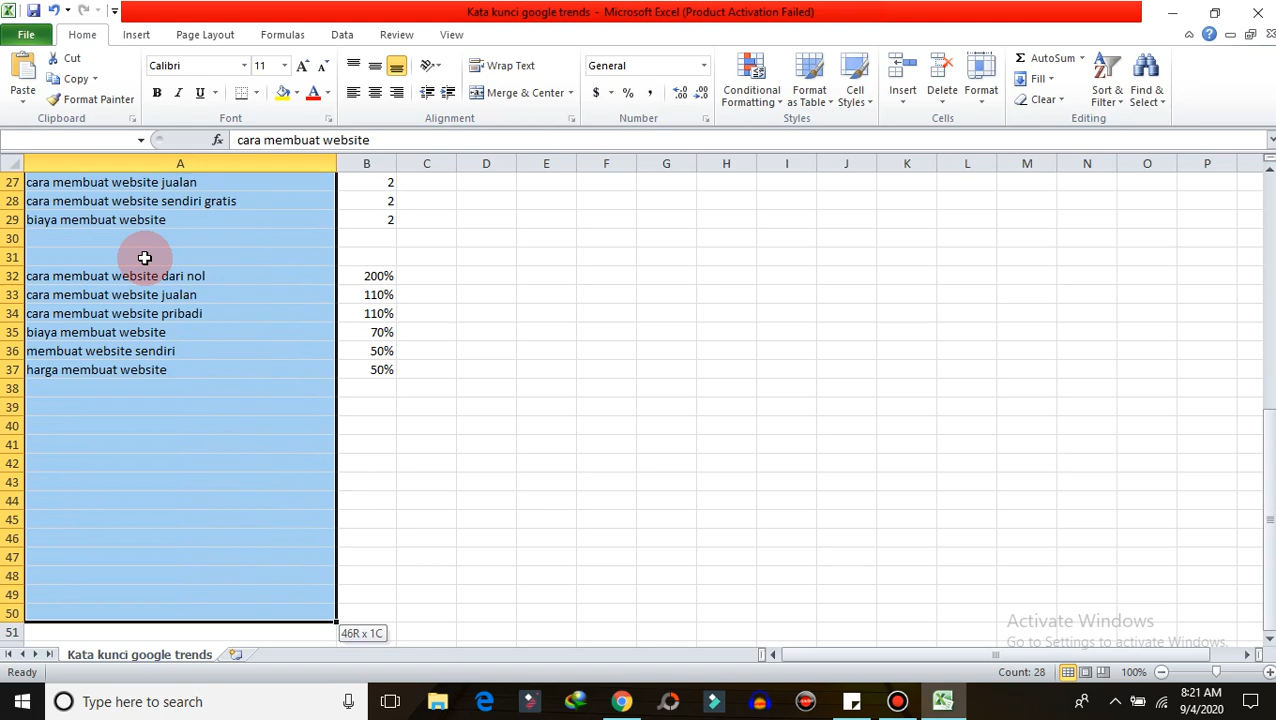 Kata kunci google trends - Microsoft Excel (Product Activation Failed)
File Home Insert Page Layout Formulas Data Review View
Paste Cut Copy Format Painter Clipboard
Calibri 11 B I U A A A Font
Wrap Text Merge & Center Alignment
General $ % , Number
Conditional Formatting Format as Table Cell Styles Styles
Insert Delete Format Cells
Σ AutoSum Fill Clear Sort & Filter Find & Select Editing
fx cara membuat website
A B C D E F G H I J K L M N O P
27 cara membuat website jualan 2
28 cara membuat website sendiri gratis 2
29 biaya membuat website 2
30
31
32 cara membuat website dari nol 200%
33 cara membuat website jualan 110%
34 cara membuat website pribadi 110%
35 biaya membuat website 70%
36 membuat website sendiri 50%
37 harga membuat website 50%
38
39
40
41
42
43
44
45
46
47
48
49
50
51
46R x 1C
Activate Windows
Go to Settings to activate Windows.
Kata kunci google trends
Ready Count: 28 100%
Type here to search
8:21 AM
9/4/2020